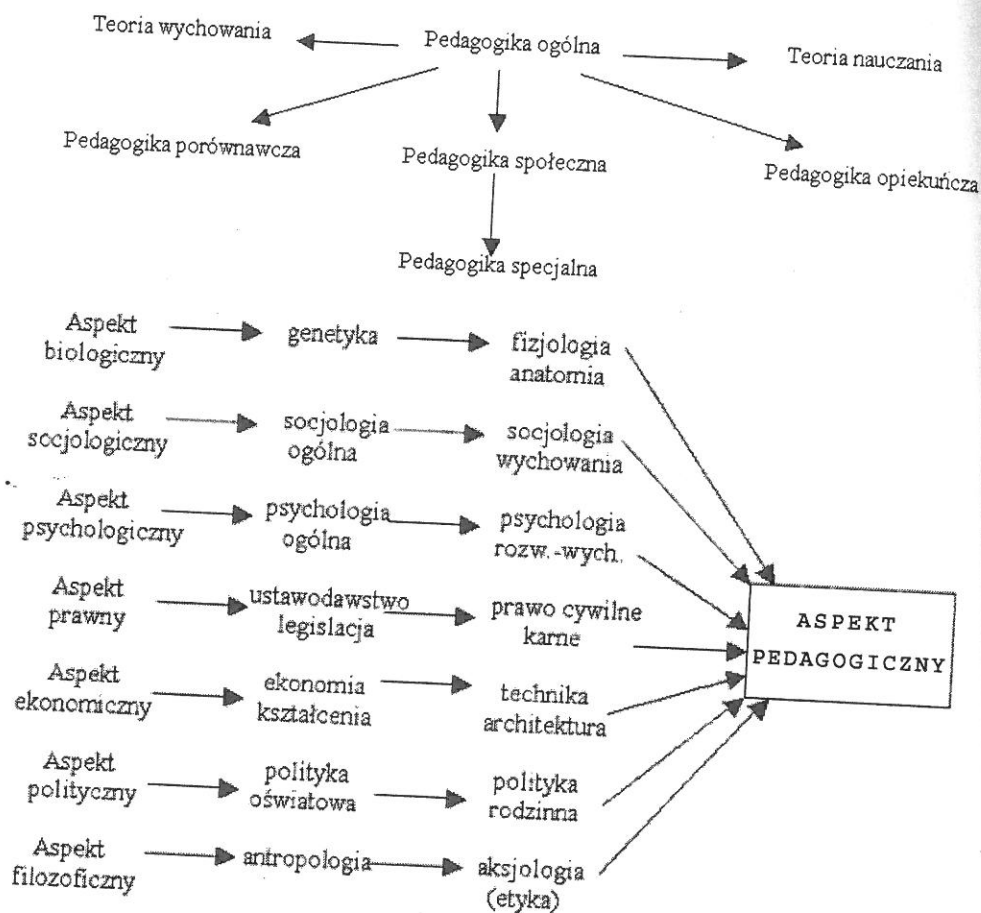 Teoria wychowania
Pedagogika ogólna
Teoria nauczania
Pedagogika porównawcza
Pedagogika społeczna
Pedagogika opiekuńcza
Pedagogika specjalna
Aspekt
biologiczny
genetyka
fizjologia
anatomia
Aspekt
socjologiczny
socjologia
ogólna
socjologia
wychowania
Aspekt
psychologiczny
psychologia
ogólna
psychologia
rozw.-wych.
Aspekt
prawny
ustawodawstwo
legislacja
prawo cywilne
karne
ASPEKT
PEDAGOGICZNY
Aspekt
ekonomiczny
ekonomia
kształcenia
technika
architektura
Aspekt
polityczny
polityka
oświatowa
polityka
rodzinna
Aspekt
filozoficzny
antropologia
aksjologia
(etyka)